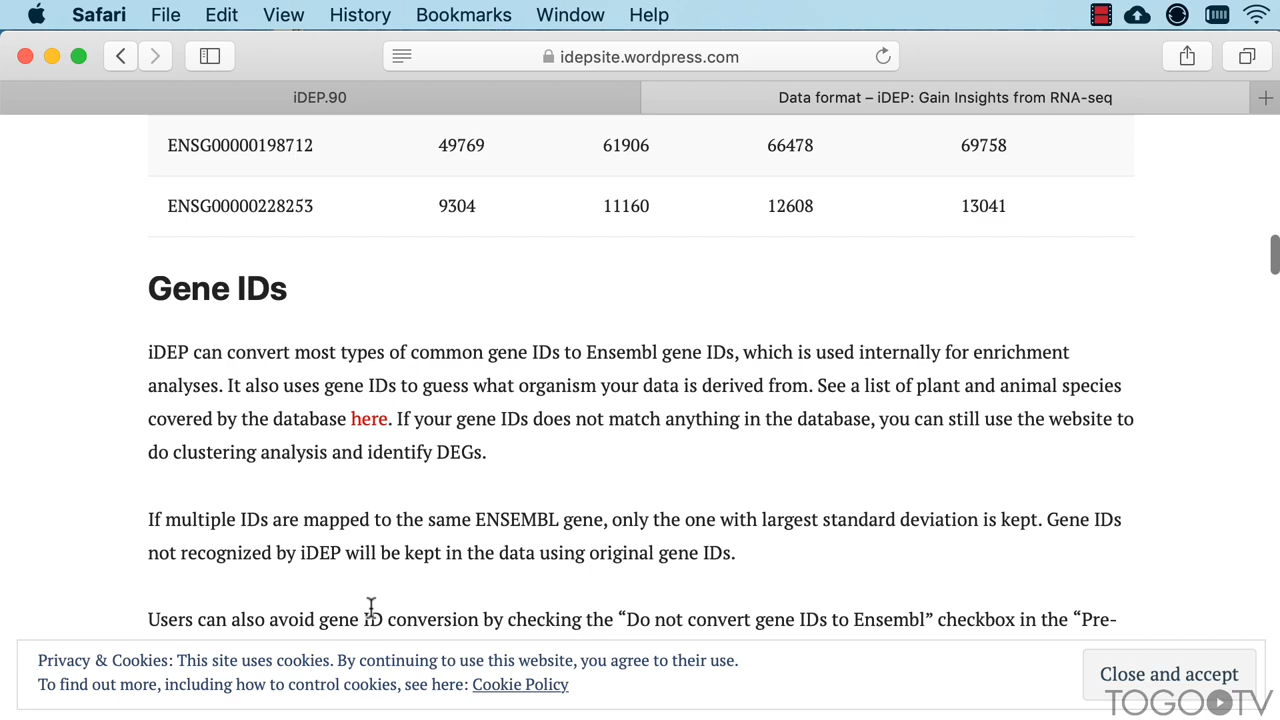 Safari File Edit View History Bookmarks Window Help
idepsite.wordpress.com
iDEP.90 Data format – iDEP: Gain Insights from RNA-seq
ENSG00000198712 49769 61906 66478 69758
ENSG00000228253 9304 11160 12608 13041
Gene IDs
iDEP can convert most types of common gene IDs to Ensembl gene IDs, which is used internally for enrichment
analyses. It also uses gene IDs to guess what organism your data is derived from. See a list of plant and animal species
covered by the database here. If your gene IDs does not match anything in the database, you can still use the website to
do clustering analysis and identify DEGs.
If multiple IDs are mapped to the same ENSEMBL gene, only the one with largest standard deviation is kept. Gene IDs
not recognized by iDEP will be kept in the data using original gene IDs.
Users can also avoid gene ID conversion by checking the “Do not convert gene IDs to Ensembl” checkbox in the “Pre-
Privacy & Cookies: This site uses cookies. By continuing to use this website, you agree to their use.
To find out more, including how to control cookies, see here: Cookie Policy
Close and accept
TOGO TV